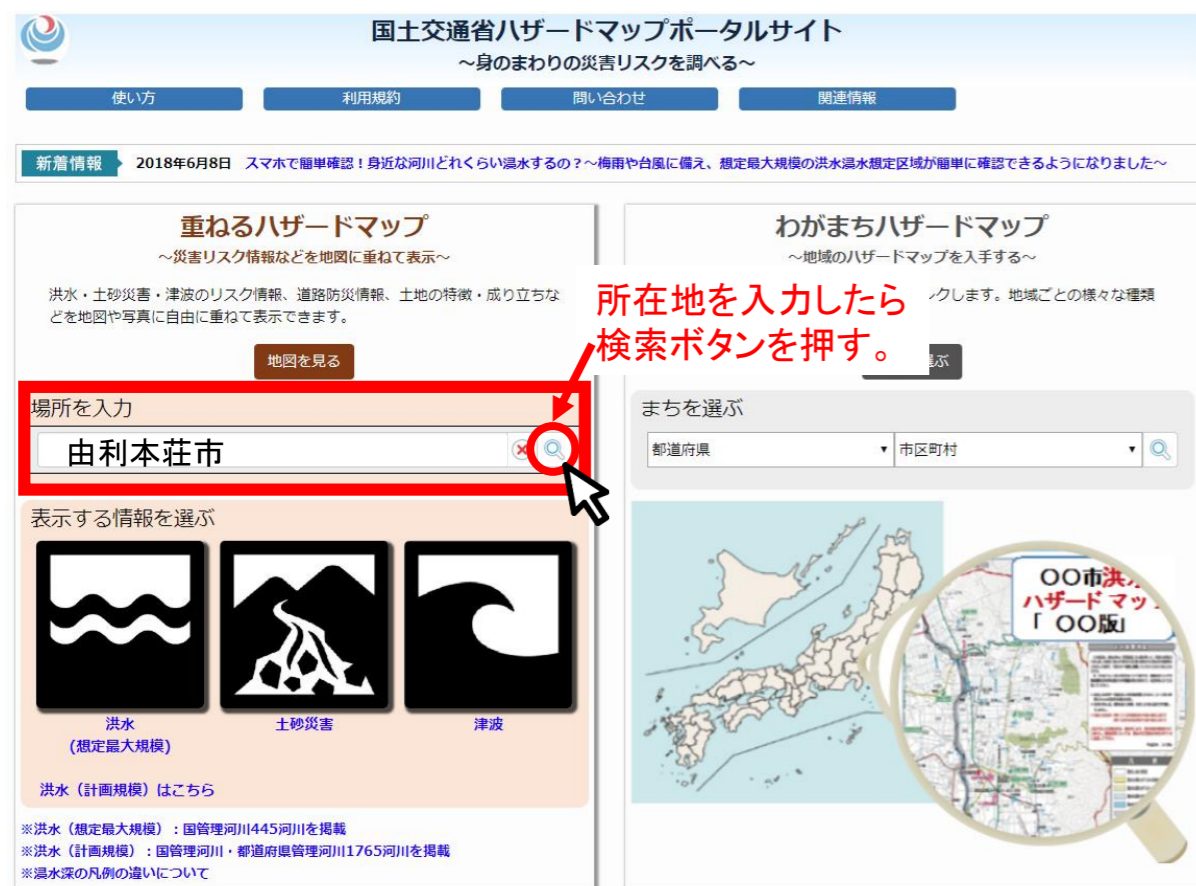 国土交通省ハザードマップポータルサイト
～身のまわりの災害リスクを調べる～
使い方
利用規約
問い合わせ
関連情報
新着情報
2018年6月8日 スマホで簡単確認！身近な河川どれくらい浸水するの？～梅雨や台風に備え、想定最大規模の洪水浸水想定区域が簡単に確認できるようになりました～
重ねるハザードマップ
～災害リスク情報などを地図に重ねて表示～
洪水・土砂災害・津波のリスク情報、道路防災情報、土地の特徴・成り立ちな
どを地図や写真に自由に重ねて表示できます。
地図を見る
場所を入力
由利本荘市
表示する情報を選ぶ
洪水
(想定最大規模)
土砂災害
津波
洪水（計画規模）はこちら
※洪水（想定最大規模）：国管理河川445河川を掲載
※洪水（計画規模）：国管理河川・都道府県管理河川1765河川を掲載
※浸水深の凡例の違いについて
所在地を入力したら
検索ボタンを押す。
わがまちハザードマップ
～地域のハザードマップを入手する～
クします。地域ごとの様々な種類
選ぶ
まちを選ぶ
都道府県
市区町村
〇〇市洪
ハザードマッ
「 〇〇版」